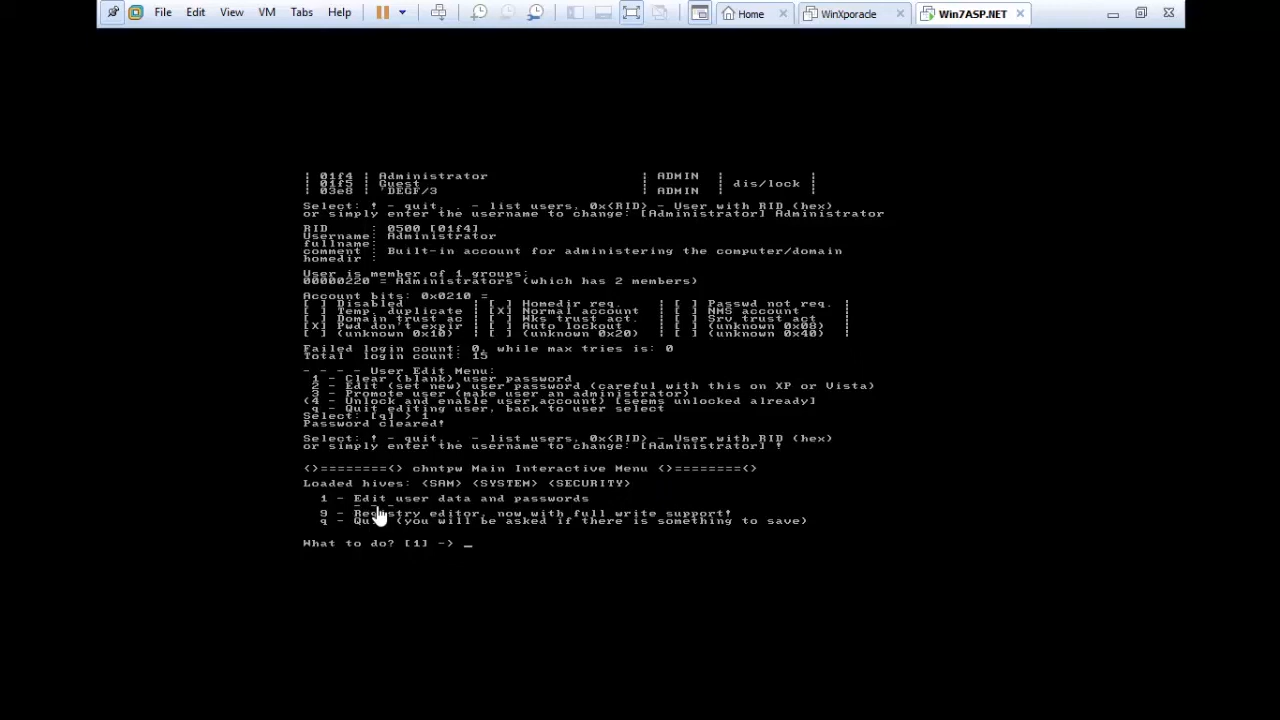 File Edit View VM Tabs Help Home WinXporacle Win7ASP.NET
| 01f4 | Administrator | ADMIN | |
| 01f5 | Guest | | dis/lock |
| 03e8 | 'DEGF/3 | ADMIN | |
Select: ! - quit, . - list users, 0x<RID> - User with RID (hex)
or simply enter the username to change: [Administrator] Administrator
RID : 0500 [01f4]
Username: Administrator
fullname:
comment : Built-in account for administering the computer/domain
homedir :
User is member of 1 groups:
00000220 = Administrators (which has 2 members)
Account bits: 0x0210 =
[ ] Disabled | [ ] Homedir req. | [ ] Passwd not req. |
[ ] Temp. duplicate | [X] Normal account | [ ] NMS account |
[ ] Domain trust ac | [ ] Wks trust act. | [ ] Srv trust act |
[X] Pwd don't expir | [ ] Auto lockout | [ ] (unknown 0x08) |
[ ] (unknown 0x10) | [ ] (unknown 0x20) | [ ] (unknown 0x40) |
Failed login count: 0, while max tries is: 0
Total login count: 15
- - - - User Edit Menu:
1 - Clear (blank) user password
2 - Edit (set new) user password (careful with this on XP or Vista)
3 - Promote user (make user an administrator)
(4 - Unlock and enable user account) [seems unlocked already]
q - Quit editing user, back to user select
Select: [q] > 1
Password cleared!
Select: ! - quit, . - list users, 0x<RID> - User with RID (hex)
or simply enter the username to change: [Administrator] !
<>========<> chntpw Main Interactive Menu <>========<>
Loaded hives: <SAM> <SYSTEM> <SECURITY>
1 - Edit user data and passwords
- - -
9 - Registry editor, now with full write support!
q - Quit (you will be asked if there is something to save)
What to do? [1] -> _